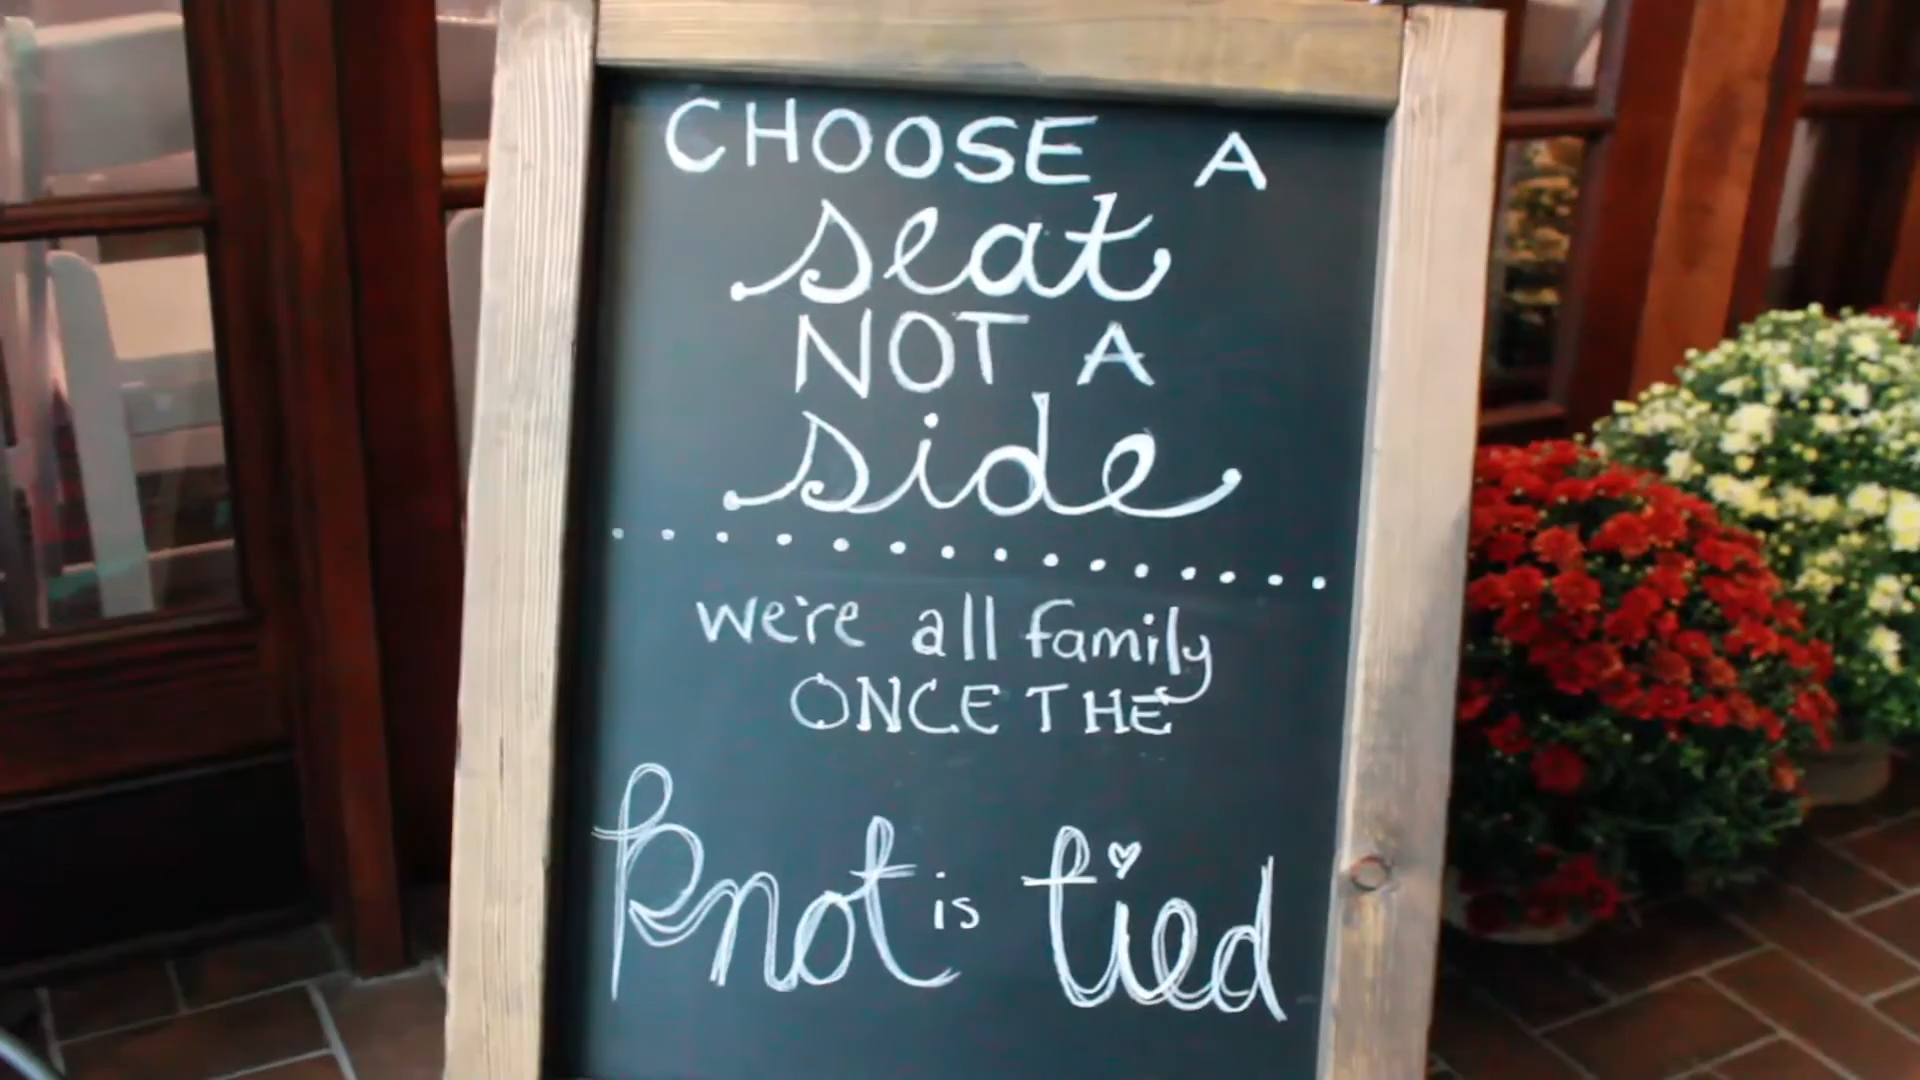 CHOOSE A
seat
NOT A
side
we're all family
ONCE THE
Knot is tied